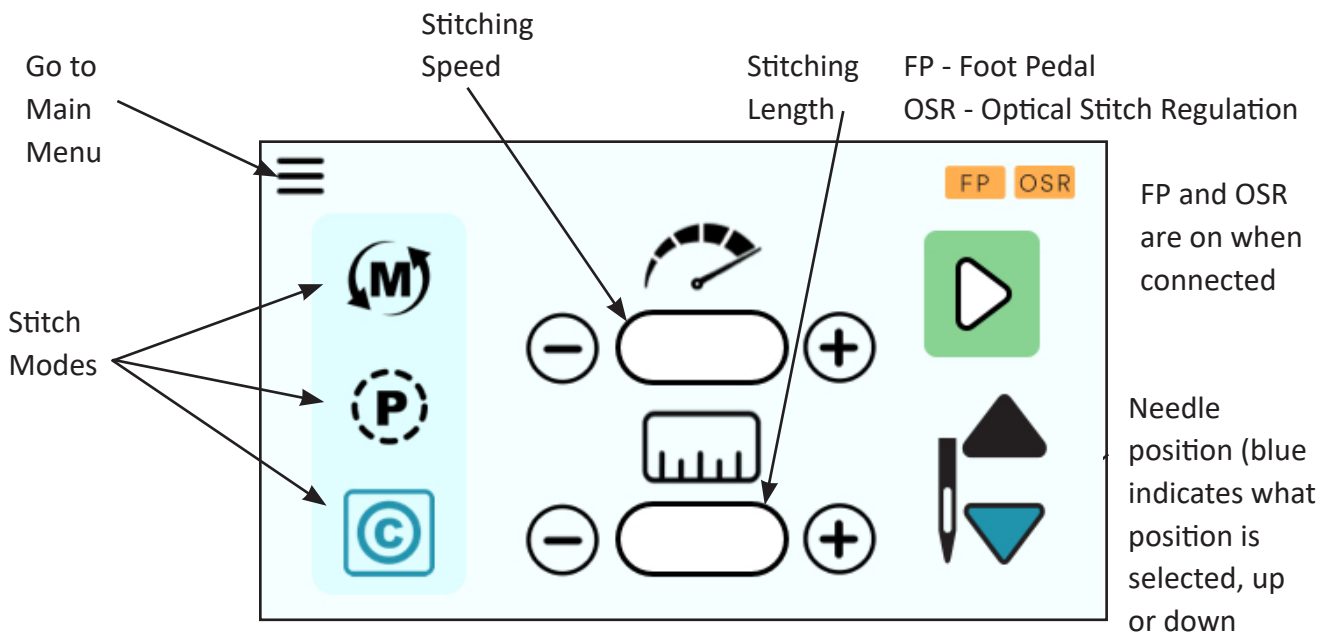 Stitching
Speed
Go to
Main
Menu
Stitching
Length
FP - Foot Pedal
OSR - Optical Stitch Regulation
FP OSR
FP and OSR
are on when
connected
Stitch
Modes
M
P
C
Needle
position (blue
indicates what
position is
selected, up
or down